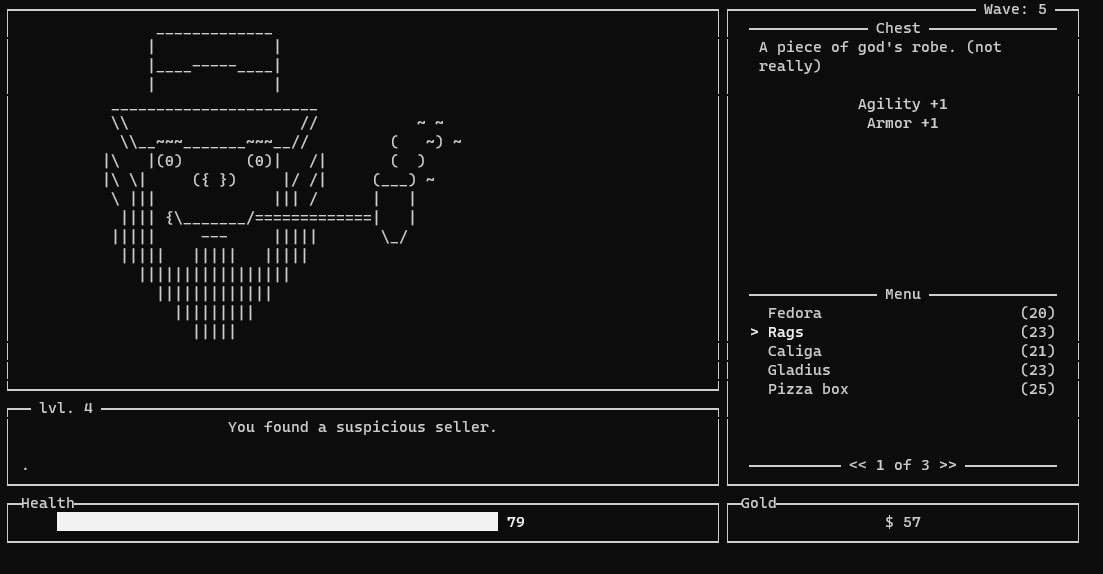 Wave: 5
Chest
A piece of god's robe. (not
really)
Agility +1
Armor +1
Menu
Fedora (20)
> Rags (23)
Caliga (21)
Gladius (23)
Pizza box (25)
<< 1 of 3 >>
lvl. 4
You found a suspicious seller.
.
Health
79
Gold
$ 57